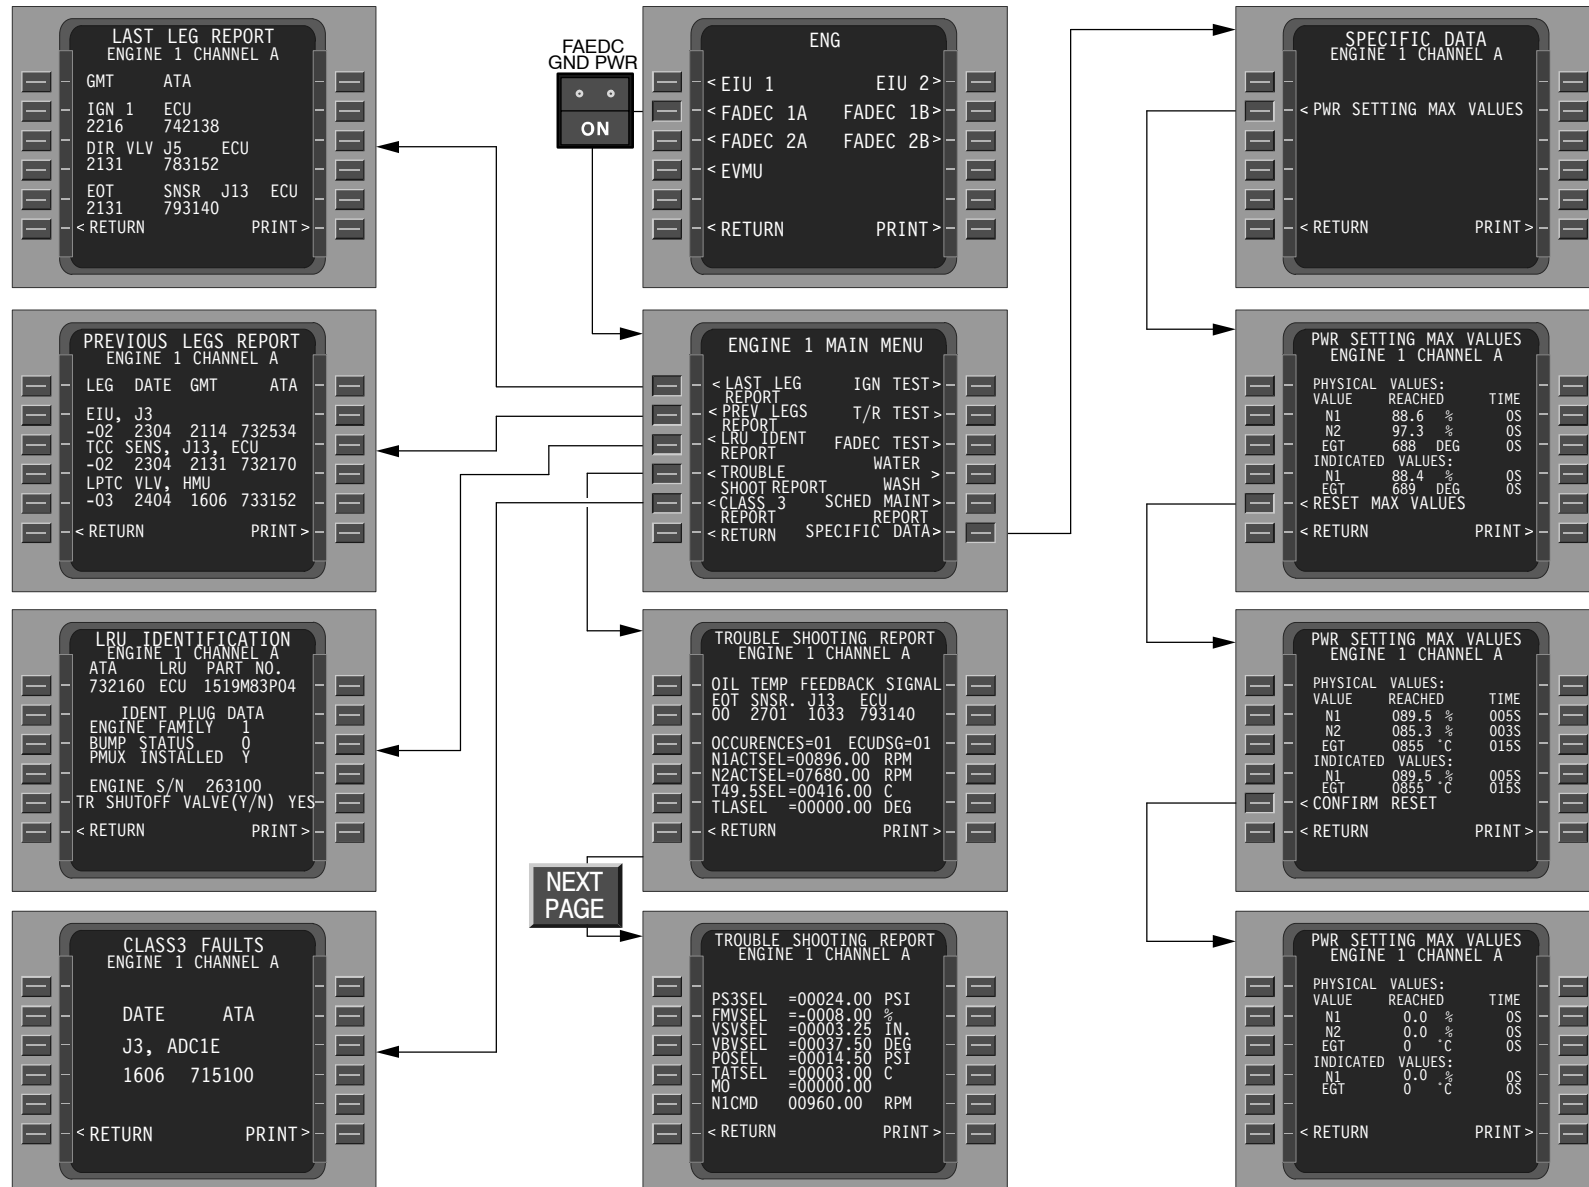 LAST LEG REPORT
ENGINE 1 CHANNEL A
GMT ATA
IGN 1 ECU
2216 742138
DIR VLV J5 ECU
2131 783152
EOT SNSR J13 ECU
2131 793140
<RETURN PRINT>
PREVIOUS LEGS REPORT
ENGINE 1 CHANNEL A
LEG DATE GMT ATA
EIU, J3
-02 2304 2114 732534
TCC SENS, J13, ECU
-02 2304 2131 732170
LPTC VLV, HMU
-03 2404 1606 733152
<RETURN PRINT>
LRU IDENTIFICATION
ENGINE 1 CHANNEL A
ATA LRU PART NO.
732160 ECU 1519M83P04
IDENT PLUG DATA
ENGINE FAMILY 1
BUMP STATUS 0
PMUX INSTALLED Y
ENGINE S/N 263100
TR SHUTOFF VALVE(Y/N) YES
<RETURN PRINT>
CLASS3 FAULTS
ENGINE 1 CHANNEL A
DATE ATA
J3, ADC1E
1606 715100
<RETURN PRINT>
FAEDC
GND PWR
ON
ENG
<EIU 1 EIU 2>
<FADEC 1A FADEC 1B>
<FADEC 2A FADEC 2B>
<EVMU
<RETURN PRINT>
ENGINE 1 MAIN MENU
<LAST LEG IGN TEST>
REPORT
<PREV LEGS T/R TEST>
REPORT
<LRU IDENT FADEC TEST>
REPORT WATER
<TROUBLE >
SHOOT REPORT WASH
<CLASS 3 SCHED MAINT>
REPORT REPORT
<RETURN SPECIFIC DATA>
TROUBLE SHOOTING REPORT
ENGINE 1 CHANNEL A
OIL TEMP FEEDBACK SIGNAL
EOT SNSR. J13 ECU
00 2701 1033 793140
OCCURENCES=01 ECUDSG=01
N1ACTSEL=00896.00 RPM
N2ACTSEL=07680.00 RPM
T49.5SEL=00416.00 C
TLASEL =00000.00 DEG
<RETURN PRINT>
NEXT
PAGE
TROUBLE SHOOTING REPORT
ENGINE 1 CHANNEL A
PS3SEL =00024.00 PSI
FMVSEL =-0008.00 %
VSVSEL =00003.25 IN.
VBVSEL =00037.50 DEG
POSEL =00014.50 PSI
TATSEL =00003.00 C
MO =00000.00
N1CMD 00960.00 RPM
<RETURN PRINT>
SPECIFIC DATA
ENGINE 1 CHANNEL A
<PWR SETTING MAX VALUES
<RETURN PRINT>
PWR SETTING MAX VALUES
ENGINE 1 CHANNEL A
PHYSICAL VALUES:
VALUE REACHED TIME
N1 88.6 % 0S
N2 97.3 % 0S
EGT 688 DEG 0S
INDICATED VALUES:
N1 88.4 % 0S
EGT 689 DEG 0S
<RESET MAX VALUES
<RETURN PRINT>
PWR SETTING MAX VALUES
ENGINE 1 CHANNEL A
PHYSICAL VALUES:
VALUE REACHED TIME
N1 089.5 % 005S
N2 085.3 % 003S
EGT 0855 °C 015S
INDICATED VALUES:
N1 089.5 % 005S
EGT 0855 °C 015S
<CONFIRM RESET
<RETURN PRINT>
PWR SETTING MAX VALUES
ENGINE 1 CHANNEL A
PHYSICAL VALUES:
VALUE REACHED TIME
N1 0.0 % 0S
N2 0.0 % 0S
EGT 0 °C 0S
INDICATED VALUES:
N1 0.0 % 0S
EGT 0 °C 0S
<RETURN PRINT>